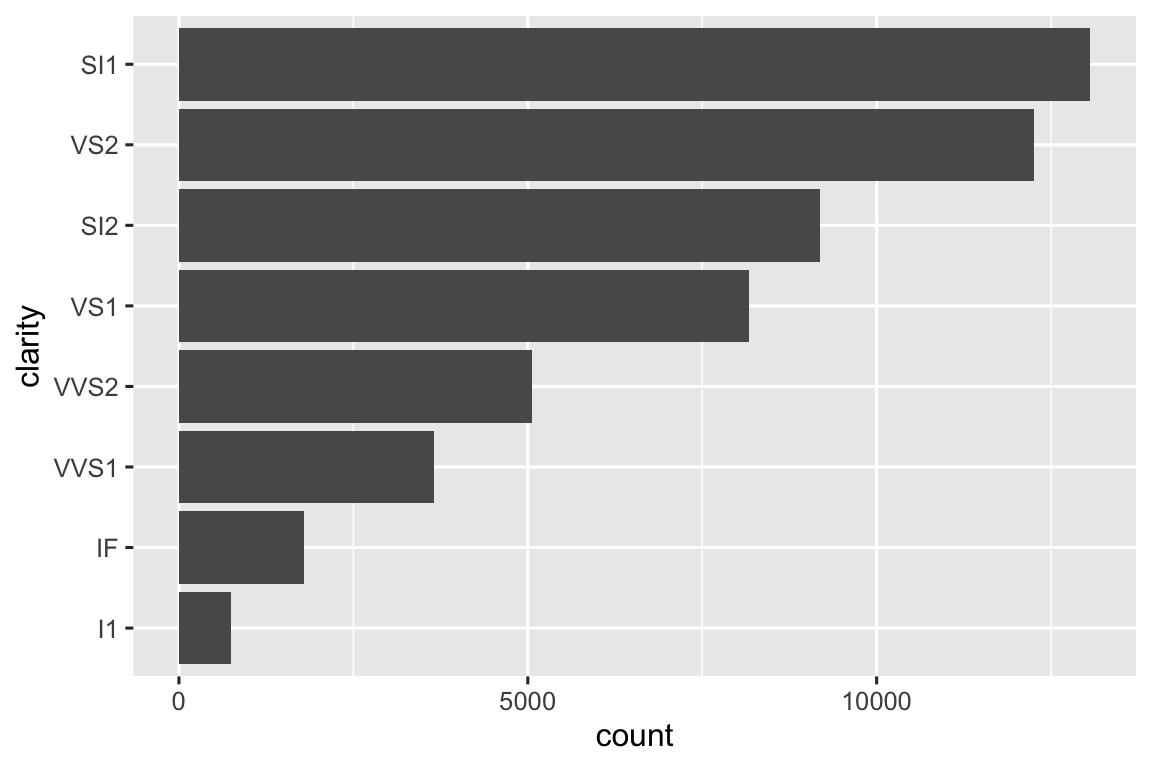 SI1
VS2
SI2
VS1
VVS2
VVS1
IF
I1
clarity
0 5000 10000
count